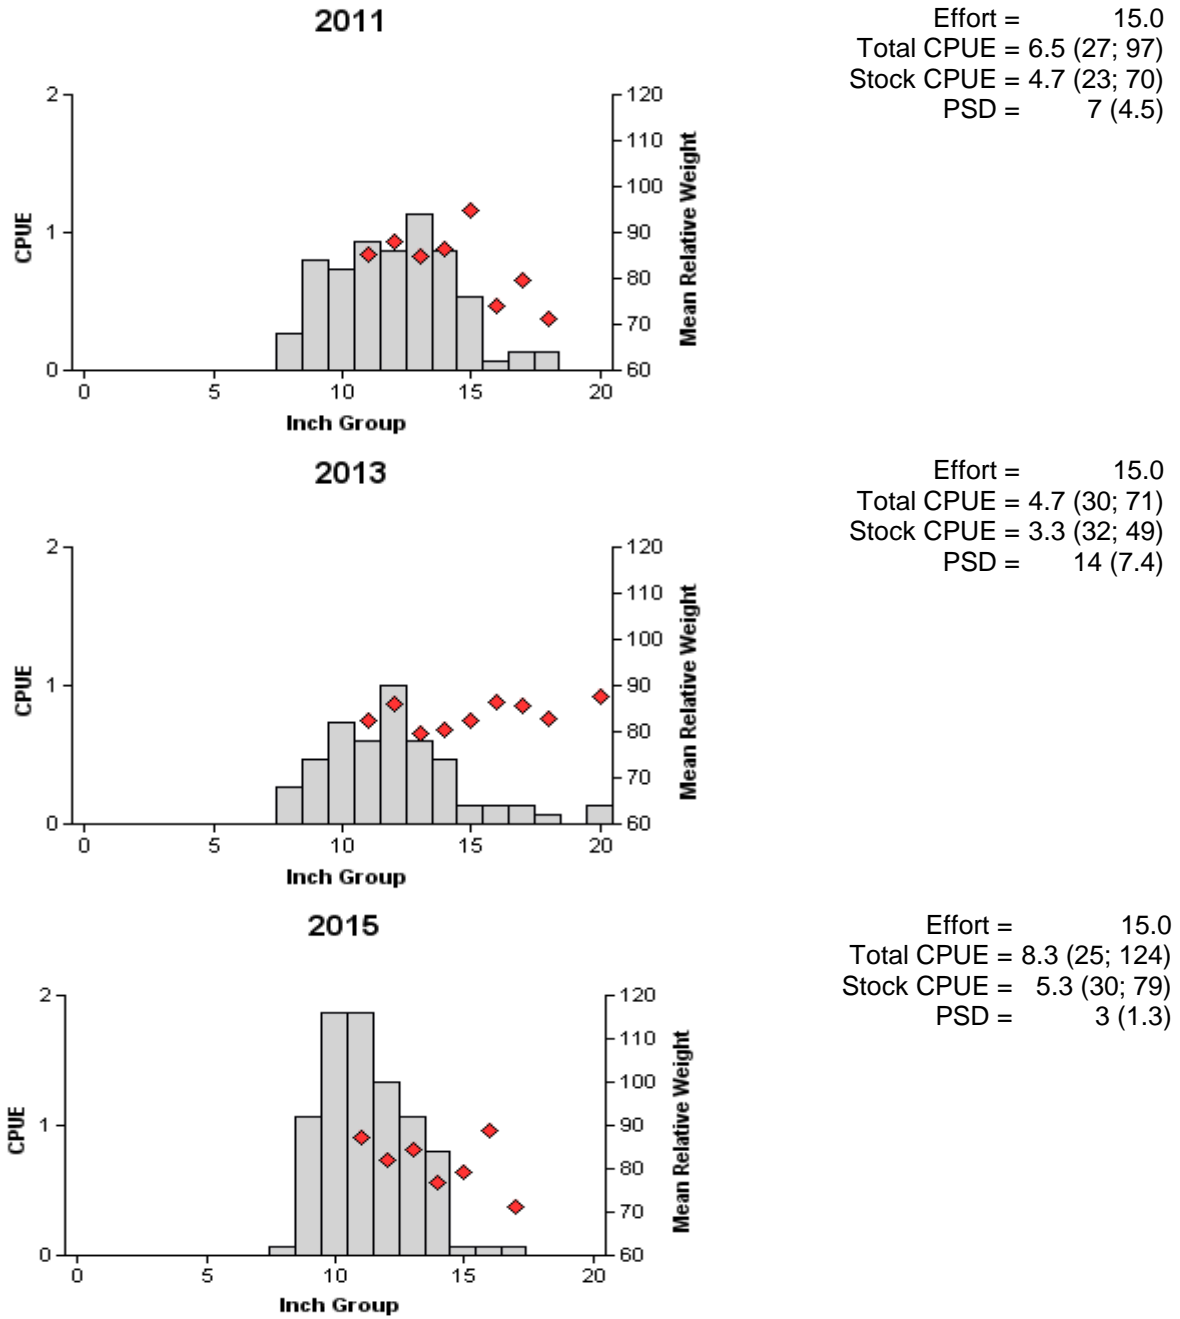 2011
Effort = 15.0
Total CPUE = 6.5 (27; 97)
Stock CPUE = 4.7 (23; 70)
PSD = 7 (4.5)
2
1
0
CPUE
120
110
100
90
80
70
60
Mean Relative Weight
0 5 10 15 20
Inch Group
2013
Effort = 15.0
Total CPUE = 4.7 (30; 71)
Stock CPUE = 3.3 (32; 49)
PSD = 14 (7.4)
2
1
0
CPUE
120
110
100
90
80
70
60
Mean Relative Weight
0 5 10 15 20
Inch Group
2015
Effort = 15.0
Total CPUE = 8.3 (25; 124)
Stock CPUE = 5.3 (30; 79)
PSD = 3 (1.3)
2
1
0
CPUE
120
110
100
90
80
70
60
Mean Relative Weight
0 5 10 15 20
Inch Group